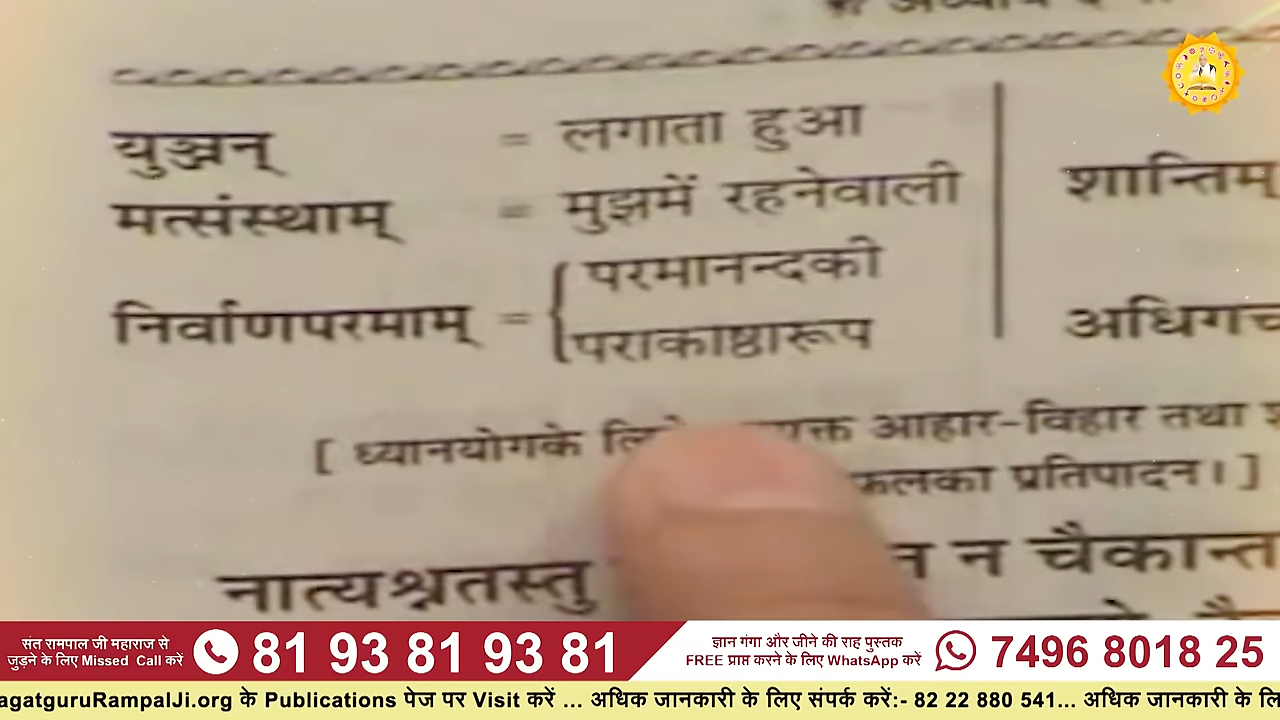 युञ्जन् = लगाता हुआ
मत्संस्थाम् = मुझमें रहनेवाली
शान्तिम्
निर्वाणपरमाम् = { परमानन्दकी
पराकाष्ठारूप
अधिगच
[ ध्यानयोगके आहार-विहार तथा
फलका प्रतिपादन। ]
नात्यश्नतस्तु न चैकान्त
संत रामपाल जी महाराज से
जुड़ने के लिए Missed Call करें
81 93 81 93 81
ज्ञान गंगा और जीने की राह पुस्तक
FREE प्राप्त करने के लिए WhatsApp करें
7496 8018 25
agatguruRampalJi.org के Publications पेज पर Visit करें ... अधिक जानकारी के लिए संपर्क करें:- 82 22 880 541... अधिक जानकारी के लि